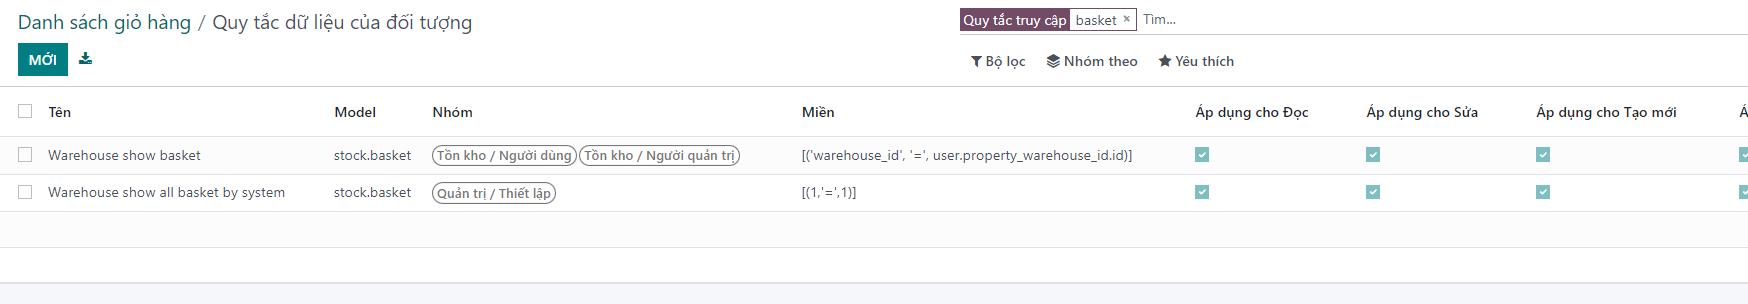 Danh sách giỏ hàng / Quy tắc dữ liệu của đối tượng
Quy tắc truy cập basket × Tìm...
MỚI
Bộ lọc Nhóm theo Yêu thích
Tên Model Nhóm Miền Áp dụng cho Đọc Áp dụng cho Sửa Áp dụng cho Tạo mới Á
Warehouse show basket stock.basket Tồn kho / Người dùng Tồn kho / Người quản trị [('warehouse_id', '=', user.property_warehouse_id.id)]
Warehouse show all basket by system stock.basket Quản trị / Thiết lập [(1,'=',1)]